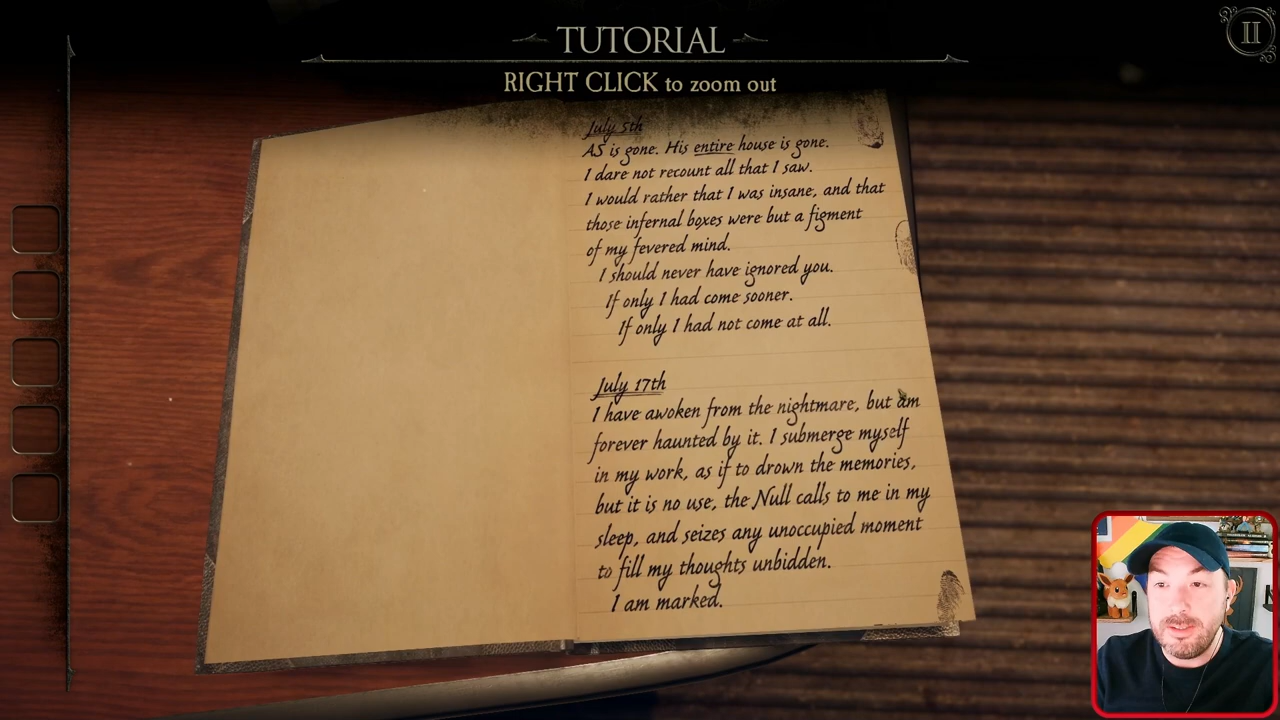 TUTORIAL
RIGHT CLICK to zoom out
II
July 5th
AS is gone. His entire house is gone.
I dare not recount all that I saw.
I would rather that I was insane, and that
those infernal boxes were but a figment
of my fevered mind.
I should never have ignored you.
If only I had come sooner.
If only I had not come at all.
July 17th
I have awoken from the nightmare, but am
forever haunted by it. I submerge myself
in my work, as if to drown the memories,
but it is no use, the Null calls to me in my
sleep, and seizes any unoccupied moment
to fill my thoughts unbidden.
I am marked.